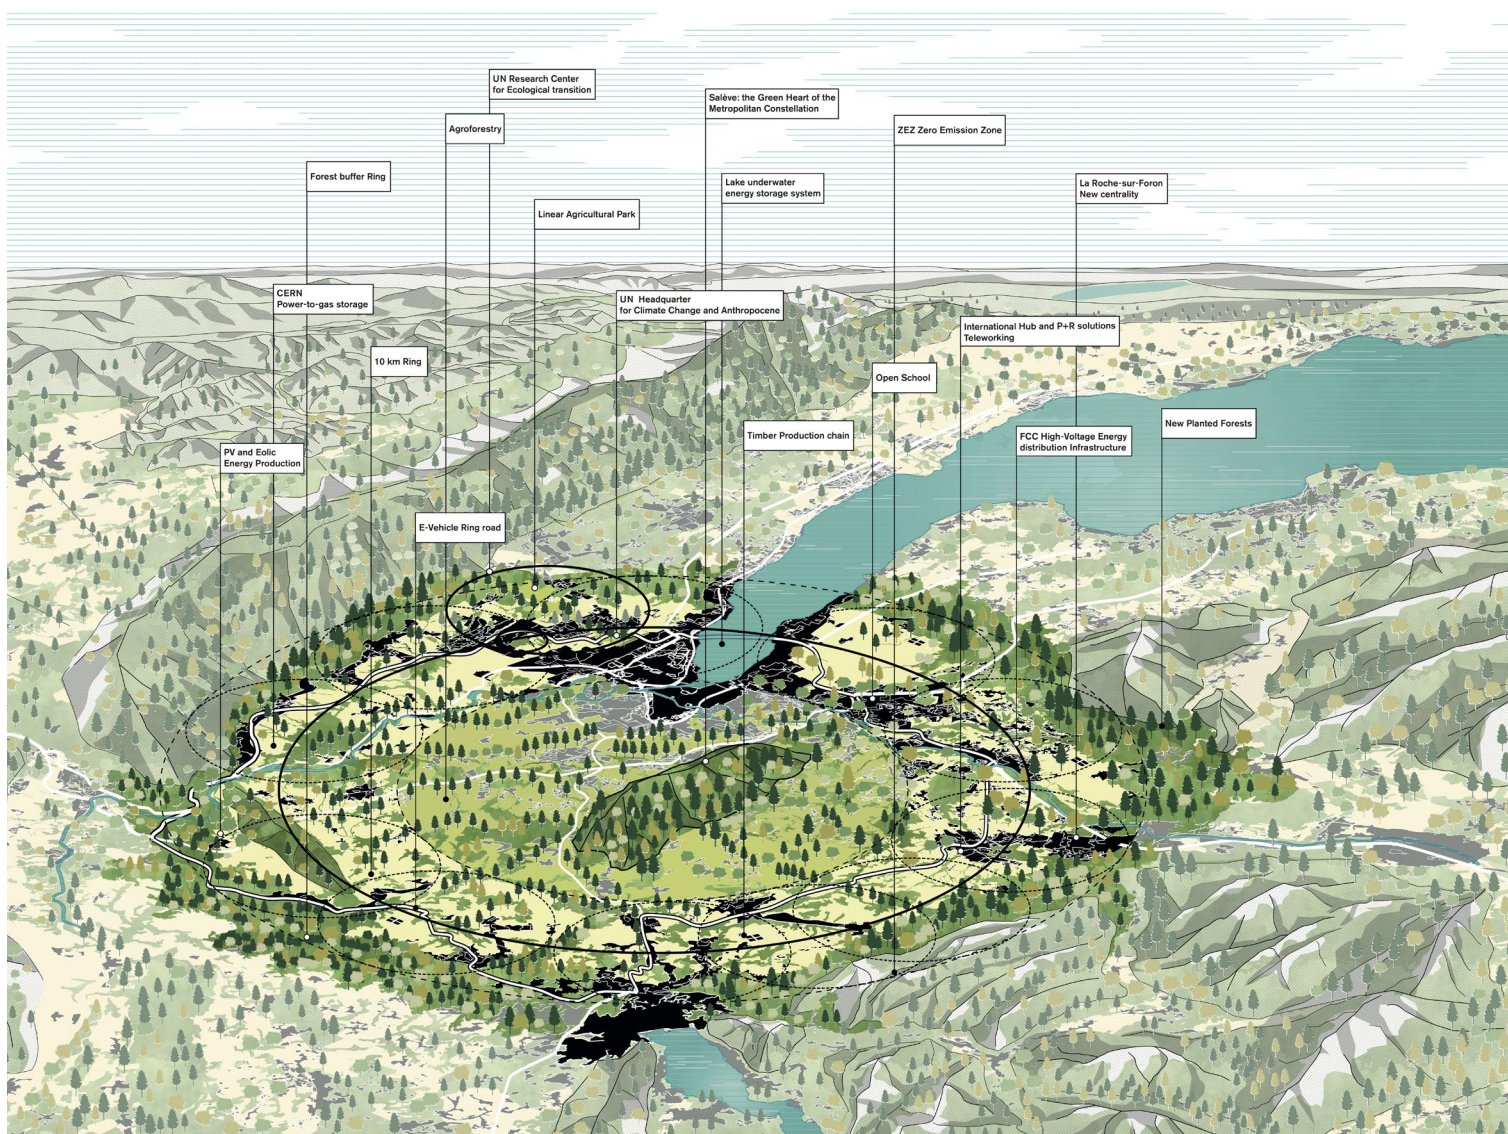 UN Research Center
for Ecological transition
Salève: the Green Heart of the
Metropolitan Constellation
Agroforestry
ZEZ Zero Emission Zone
Forest buffer Ring
Lake underwater
energy storage system
La Roche-sur-Foron
New centrality
Linear Agricultural Park
CERN
Power-to-gas storage
UN Headquarter
for Climate Change and Anthropocene
International Hub and P+R solutions
Teleworking
10 km Ring
Open School
New Planted Forests
Timber Production chain
FCC High-Voltage Energy
distribution Infrastructure
PV and Eolic
Energy Production
E-Vehicle Ring road